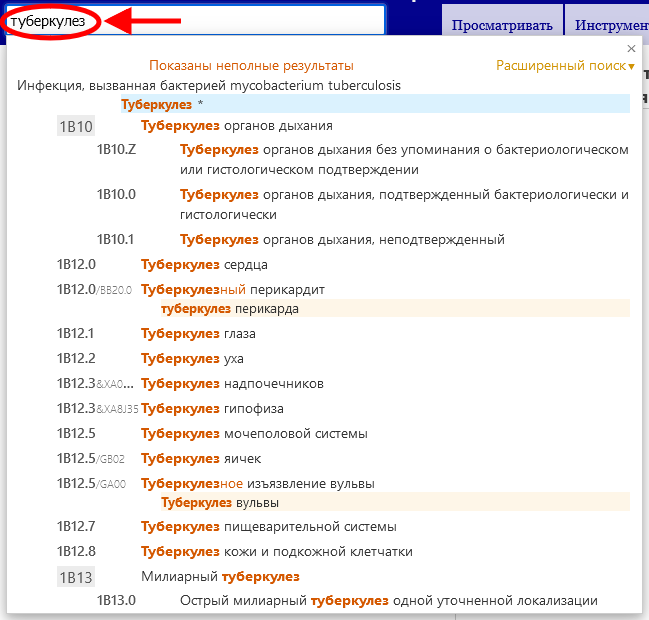 туберкулез
Просматривать
Инструмент
×
Показаны неполные результаты
Расширенный поиск▾
Инфекция, вызванная бактерией mycobacterium tuberculosis
Туберкулез *
1B10 Туберкулез органов дыхания
1B10.Z Туберкулез органов дыхания без упоминания о бактериологическом
или гистологическом подтверждении
1B10.0 Туберкулез органов дыхания, подтвержденный бактериологически и
гистологически
1B10.1 Туберкулез органов дыхания, неподтвержденный
1B12.0 Туберкулез сердца
1B12.0/BB20.0 Туберкулезный перикардит
туберкулез перикарда
1B12.1 Туберкулез глаза
1B12.2 Туберкулез уха
1B12.3&XA0... Туберкулез надпочечников
1B12.3&XA8J35 Туберкулез гипофиза
1B12.5 Туберкулез мочеполовой системы
1B12.5/GB02 Туберкулез яичек
1B12.5/GA00 Туберкулезное изъязвление вульвы
Туберкулез вульвы
1B12.7 Туберкулез пищеварительной системы
1B12.8 Туберкулез кожи и подкожной клетчатки
1B13 Милиарный туберкулез
1B13.0 Острый милиарный туберкулез одной уточненной локализации